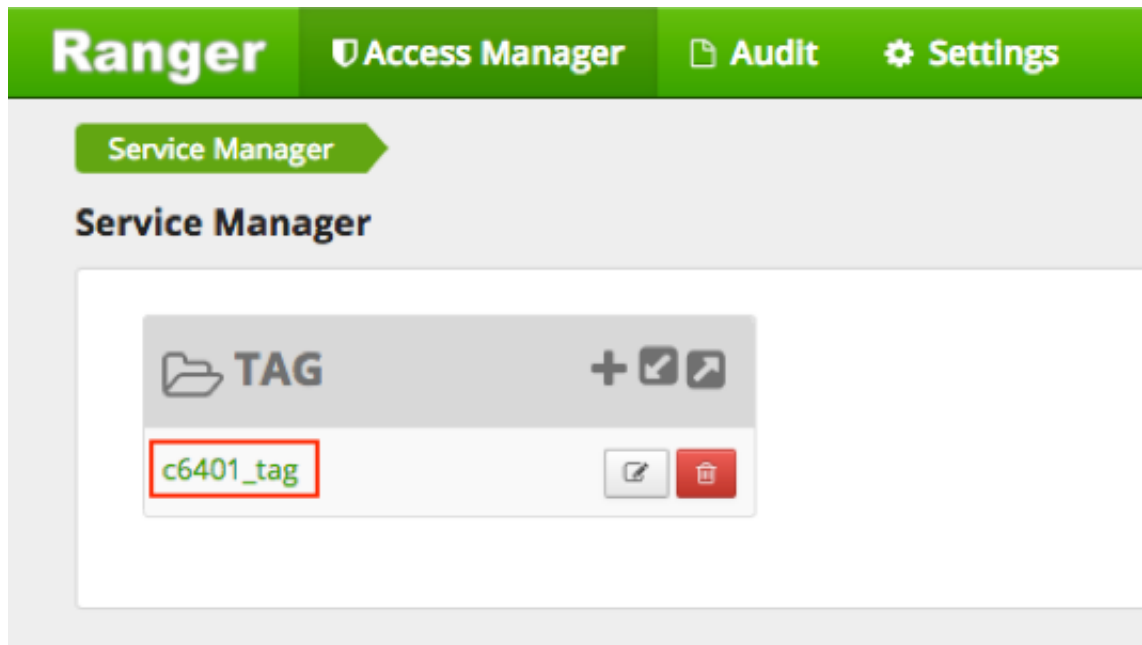 Ranger Access Manager Audit Settings
Service Manager
Service Manager
TAG
c6401_tag